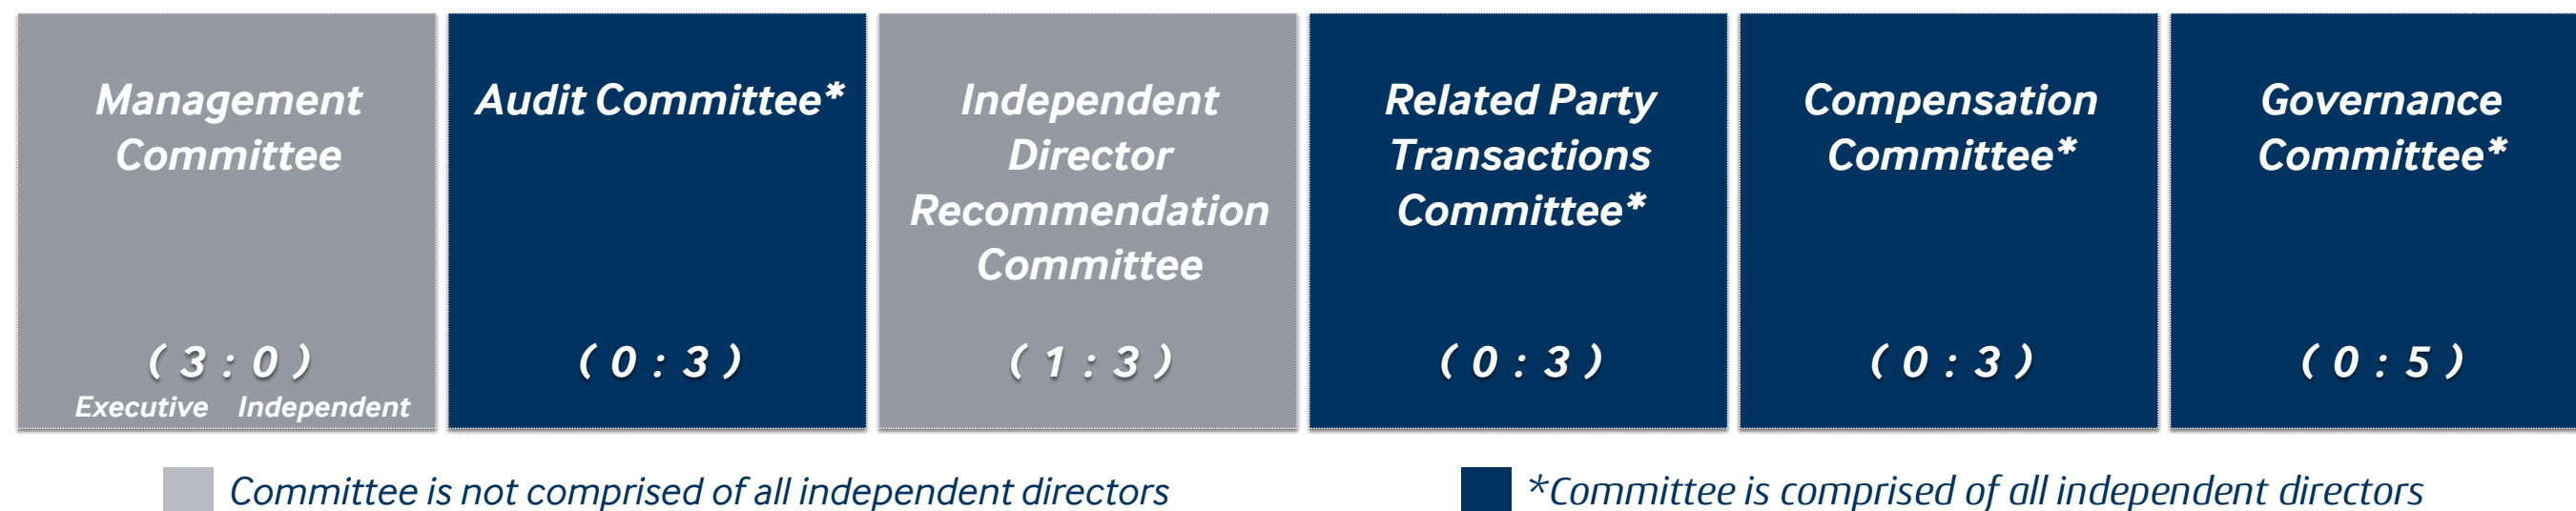 Management
Committee
( 3 : 0 )
Executive Independent
Audit Committee*
( 0 : 3 )
Independent
Director
Recommendation
Committee
( 1 : 3 )
Related Party
Transactions
Committee*
( 0 : 3 )
Compensation
Committee*
( 0 : 3 )
Governance
Committee*
( 0 : 5 )
Committee is not comprised of all independent directors
*Committee is comprised of all independent directors